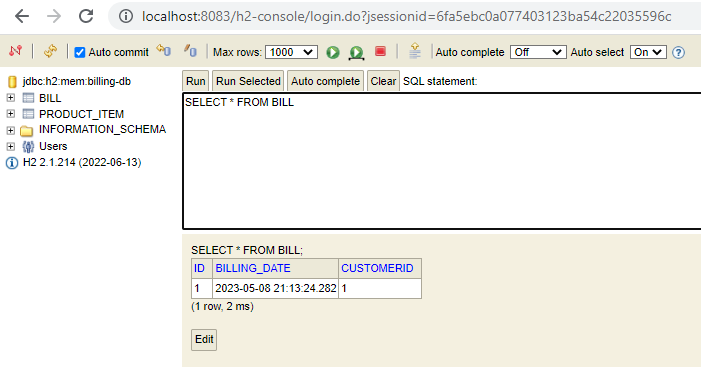 localhost:8083/h2-console/login.do?jsessionid=6fa5ebc0a077403123ba54c22035596c
Auto commit Max rows: 1000 Auto complete Off Auto select On ?
jdbc:h2:mem:billing-db
BILL
PRODUCT_ITEM
INFORMATION_SCHEMA
Users
H2 2.1.214 (2022-06-13)
Run Run Selected Auto complete Clear SQL statement:
SELECT * FROM BILL
SELECT * FROM BILL;
ID BILLING_DATE CUSTOMERID
1 2023-05-08 21:13:24.282 1
(1 row, 2 ms)
Edit